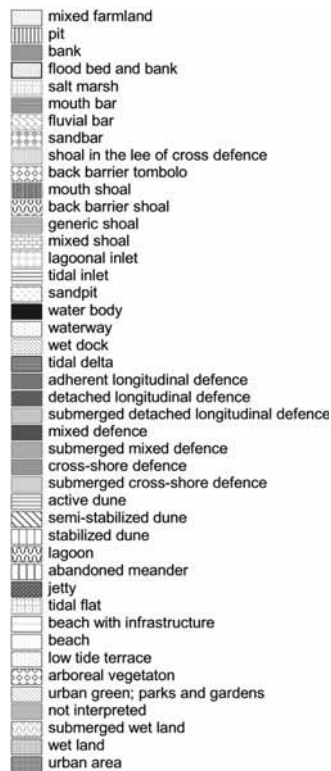 mixed farmland
pit
bank
flood bed and bank
salt marsh
mouth bar
fluvial bar
sandbar
shoal in the lee of cross defence
back barrier tombolo
mouth shoal
back barrier shoal
generic shoal
mixed shoal
lagoonal inlet
tidal inlet
sandpit
water body
waterway
wet dock
tidal delta
adherent longitudinal defence
detached longitudinal defence
submerged detached longitudinal defence
mixed defence
submerged mixed defence
cross-shore defence
submerged cross-shore defence
active dune
semi-stabilized dune
stabilized dune
lagoon
abandoned meander
jetty
tidal flat
beach with infrastructure
beach
low tide terrace
arboreal vegetaton
urban green; parks and gardens
not interpreted
submerged wet land
wet land
urban area